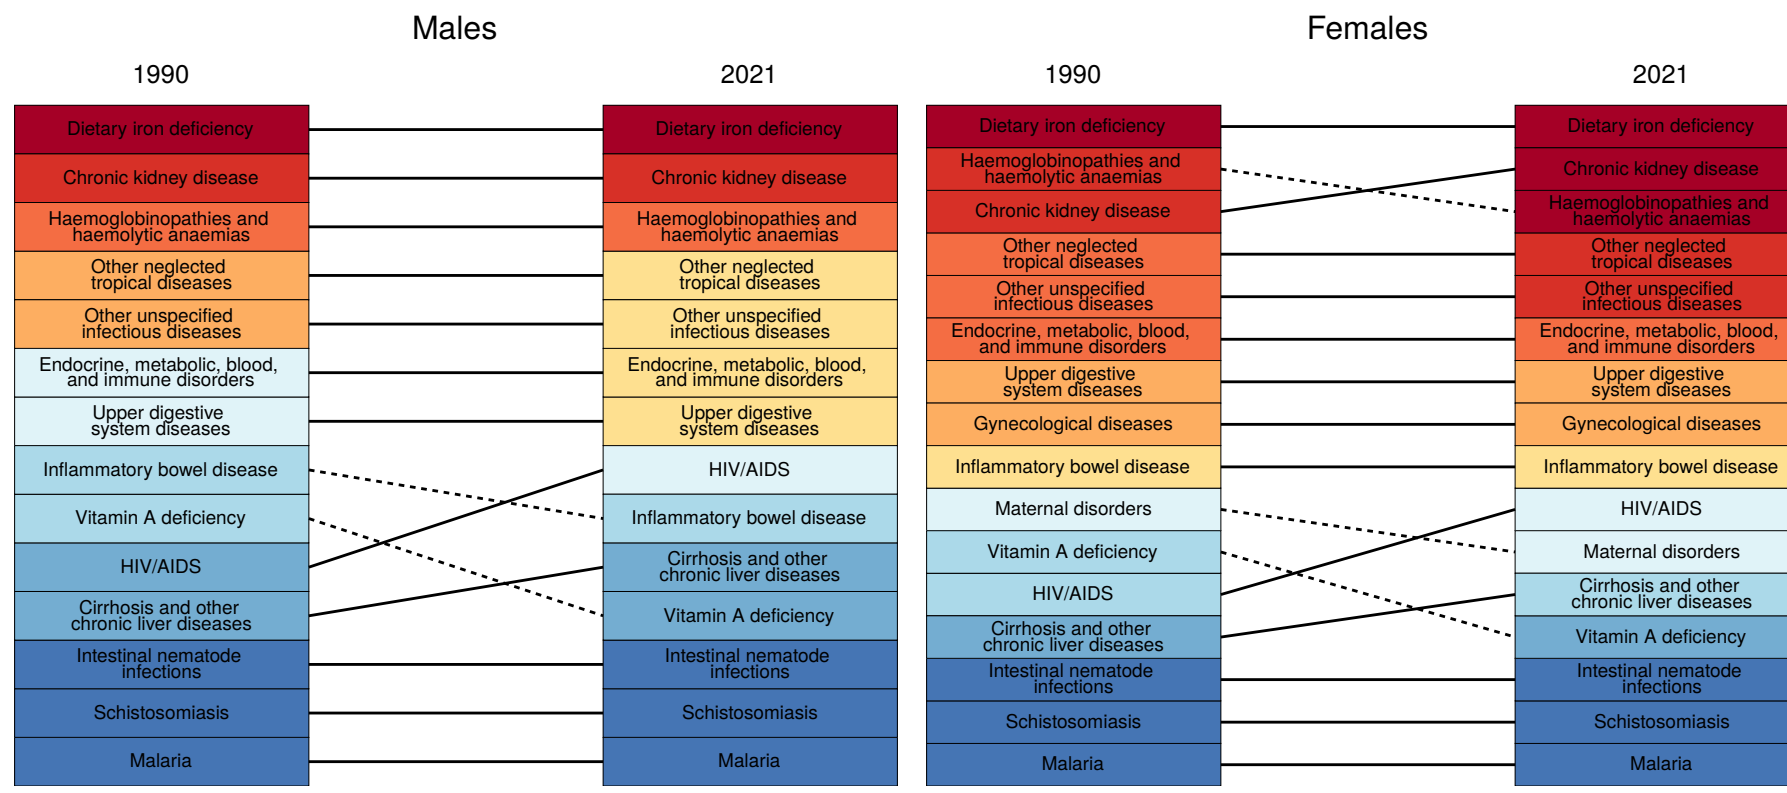 Males
1990
2021
Dietary iron deficiency
Chronic kidney disease
Haemoglobinopathies and
haemolytic anaemias
Other neglected
tropical diseases
Other unspecified
infectious diseases
Endocrine, metabolic, blood,
and immune disorders
Upper digestive
system diseases
Inflammatory bowel disease
Vitamin A deficiency
HIV/AIDS
Cirrhosis and other
chronic liver diseases
Intestinal nematode
infections
Schistosomiasis
Malaria
Dietary iron deficiency
Chronic kidney disease
Haemoglobinopathies and
haemolytic anaemias
Other neglected
tropical diseases
Other unspecified
infectious diseases
Endocrine, metabolic, blood,
and immune disorders
Upper digestive
system diseases
HIV/AIDS
Inflammatory bowel disease
Cirrhosis and other
chronic liver diseases
Vitamin A deficiency
Intestinal nematode
infections
Schistosomiasis
Malaria
Females
1990
2021
Dietary iron deficiency
Haemoglobinopathies and
haemolytic anaemias
Chronic kidney disease
Other neglected
tropical diseases
Other unspecified
infectious diseases
Endocrine, metabolic, blood,
and immune disorders
Upper digestive
system diseases
Gynecological diseases
Inflammatory bowel disease
Maternal disorders
Vitamin A deficiency
HIV/AIDS
Cirrhosis and other
chronic liver diseases
Intestinal nematode
infections
Schistosomiasis
Malaria
Dietary iron deficiency
Chronic kidney disease
Haemoglobinopathies and
haemolytic anaemias
Other neglected
tropical diseases
Other unspecified
infectious diseases
Endocrine, metabolic, blood,
and immune disorders
Upper digestive
system diseases
Gynecological diseases
Inflammatory bowel disease
HIV/AIDS
Maternal disorders
Cirrhosis and other
chronic liver diseases
Vitamin A deficiency
Intestinal nematode
infections
Schistosomiasis
Malaria